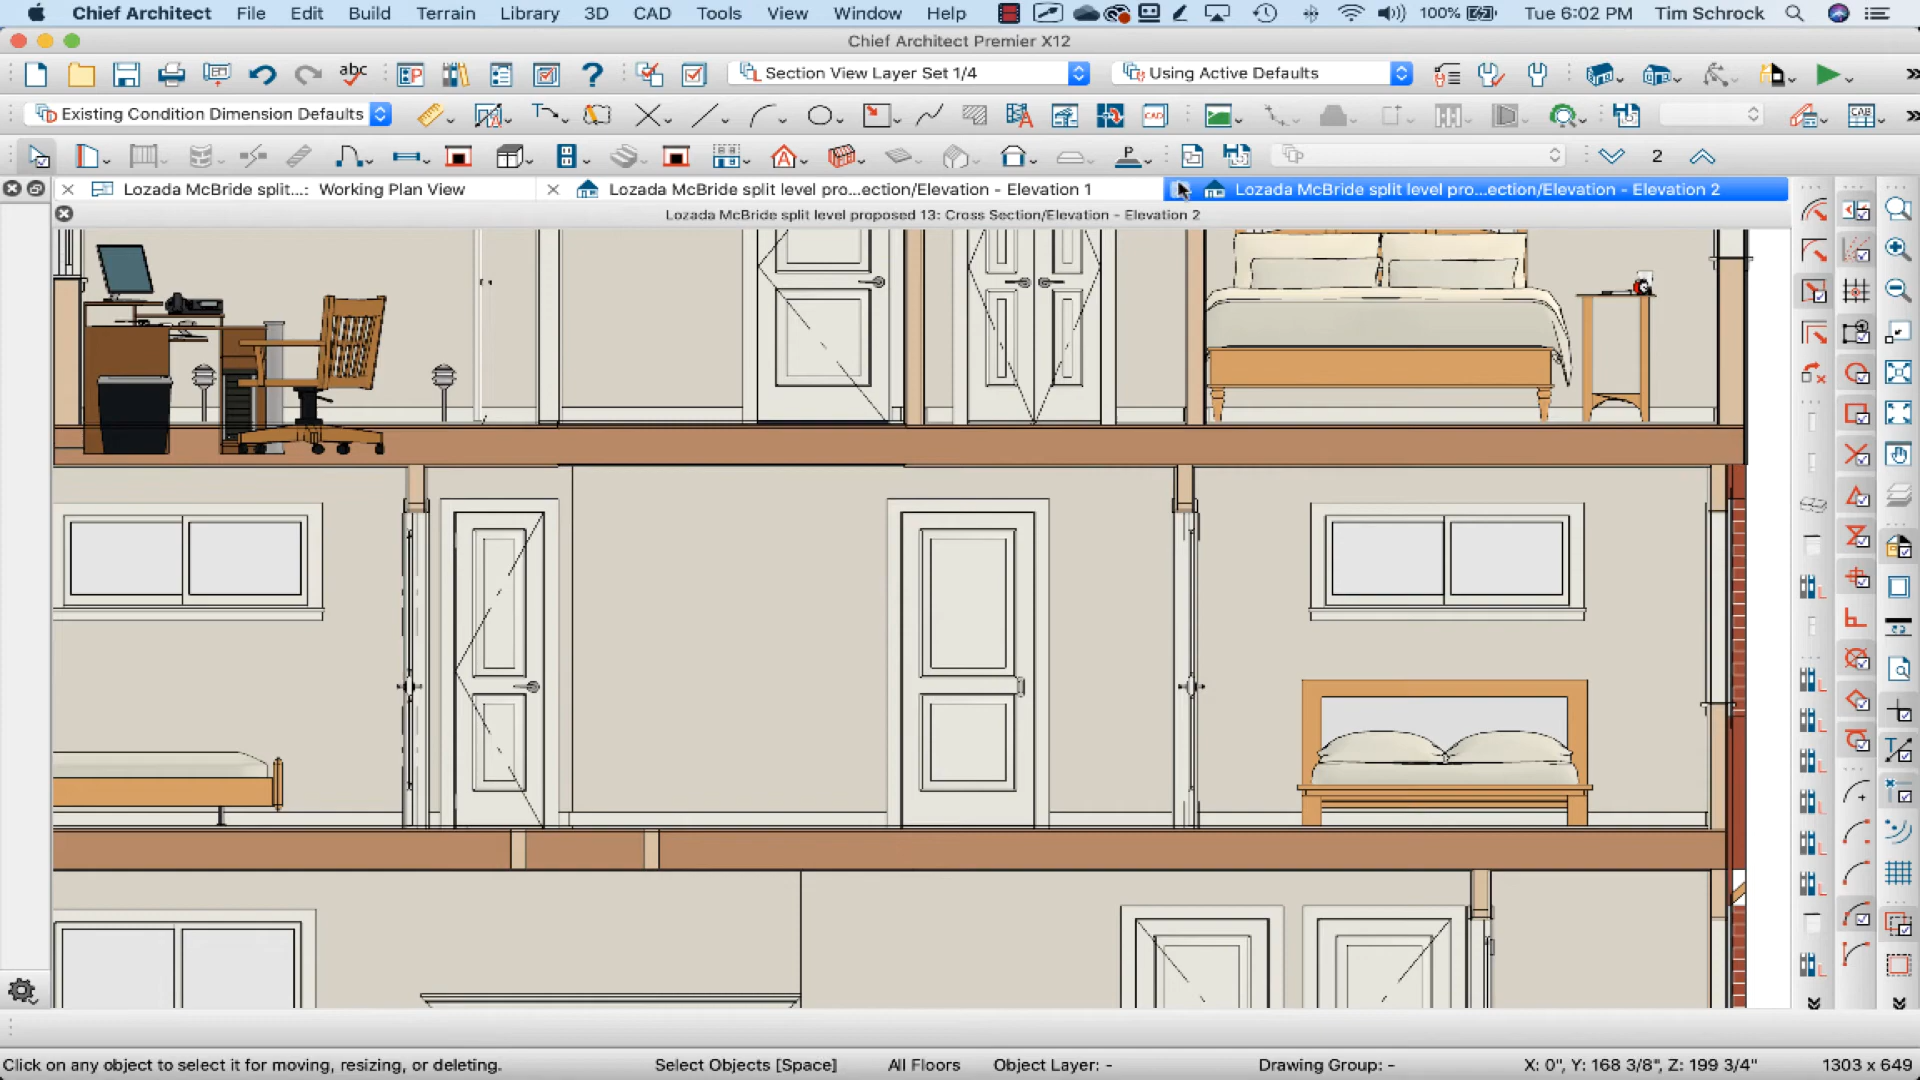 Chief Architect File Edit Build Terrain Library 3D CAD Tools View Window Help 100% Tue 6:02 PM Tim Schrock
Chief Architect Premier X12
abc P ? Section View Layer Set 1/4 Using Active Defaults
Existing Condition Dimension Defaults CAD CAB
P 2
Lozada McBride split...: Working Plan View Lozada McBride split level pro...ection/Elevation - Elevation 1 Lozada McBride split level pro...ection/Elevation - Elevation 2
Lozada McBride split level proposed 13: Cross Section/Elevation - Elevation 2
Click on any object to select it for moving, resizing, or deleting. Select Objects [Space] All Floors Object Layer: - Drawing Group: - X: 0", Y: 168 3/8", Z: 199 3/4" 1303 x 649